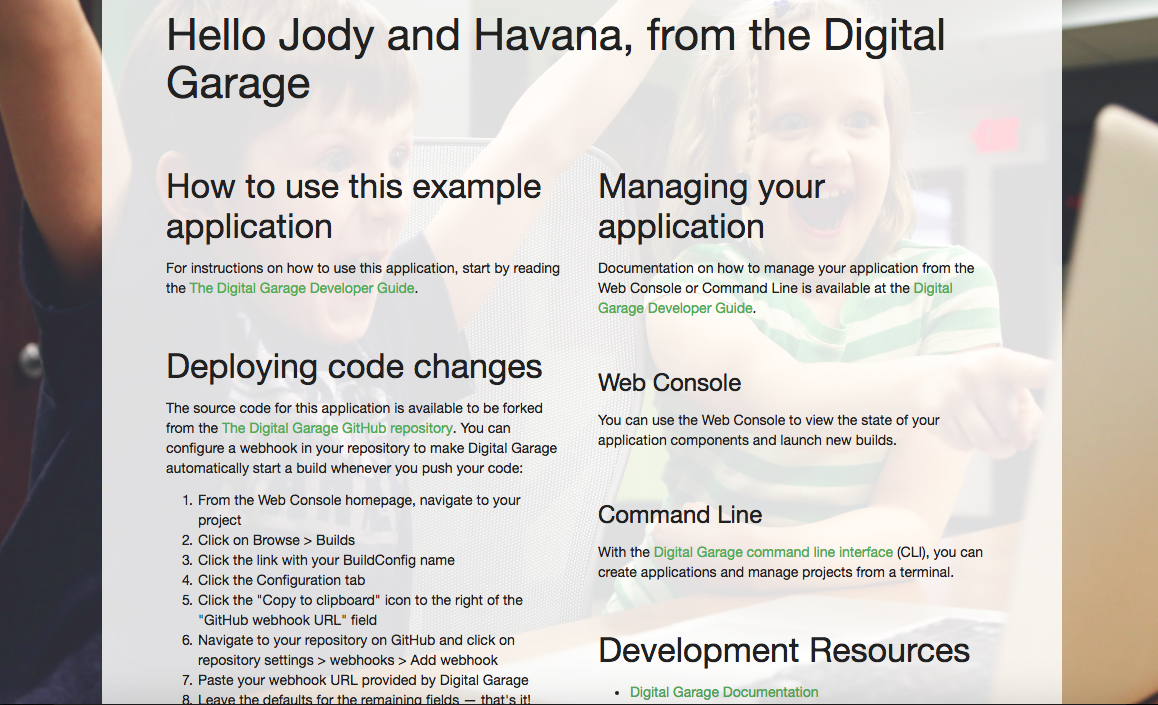 Hello Jody and Havana, from the Digital
Garage
How to use this example
application
For instructions on how to use this application, start by reading
the The Digital Garage Developer Guide.
Deploying code changes
The source code for this application is available to be forked
from the The Digital Garage GitHub repository. You can
configure a webhook in your repository to make Digital Garage
automatically start a build whenever you push your code:
1. From the Web Console homepage, navigate to your
project
2. Click on Browse > Builds
3. Click the link with your BuildConfig name
4. Click the Configuration tab
5. Click the "Copy to clipboard" icon to the right of the
"GitHub webhook URL" field
6. Navigate to your repository on GitHub and click on
repository settings > webhooks > Add webhook
7. Paste your webhook URL provided by Digital Garage
8. Leave the defaults for the remaining fields — that's it!
Managing your
application
Documentation on how to manage your application from the
Web Console or Command Line is available at the Digital
Garage Developer Guide.
Web Console
You can use the Web Console to view the state of your
application components and launch new builds.
Command Line
With the Digital Garage command line interface (CLI), you can
create applications and manage projects from a terminal.
Development Resources
• Digital Garage Documentation